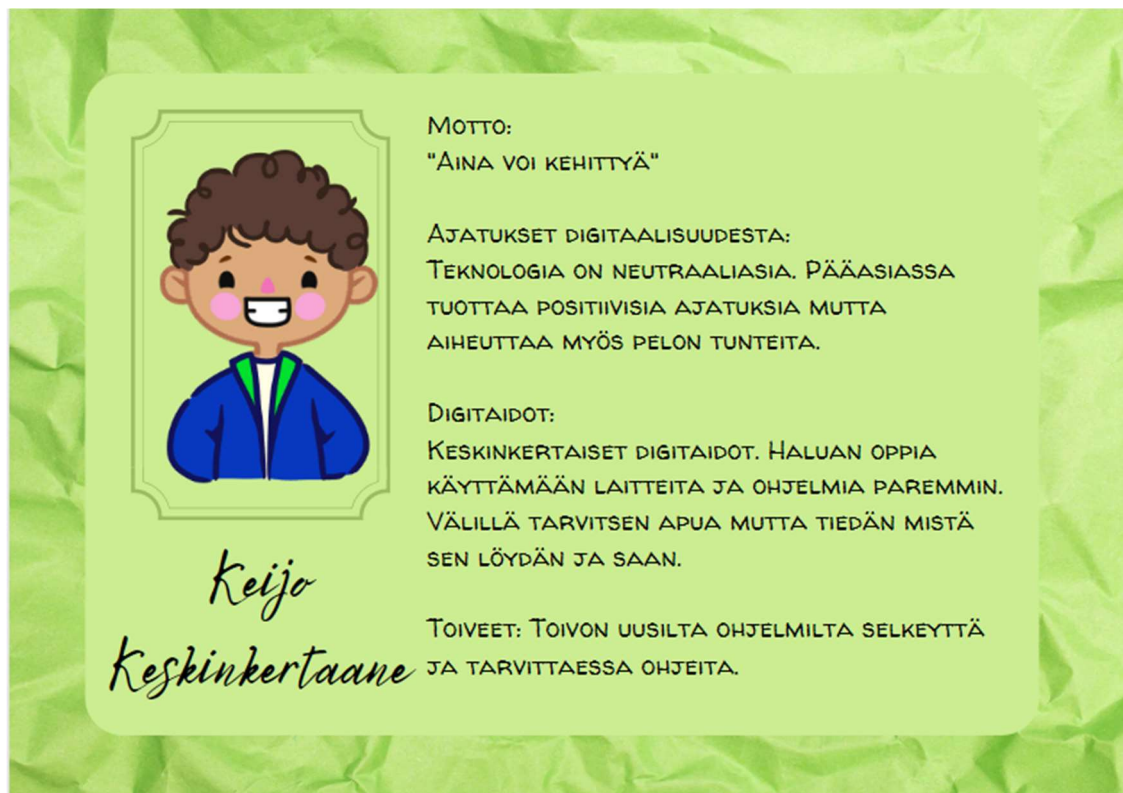 Motto:
"Aina voi kehittyä"
Ajatukset digitaalisuudesta:
Teknologia on neutraaliasia. Pääasiassa
tuottaa positiivisia ajatuksia mutta
aiheuttaa myös pelon tunteita.
Digitaidot:
Keskinkertaiset digitaidot. Haluan oppia
käyttämään laitteita ja ohjelmia paremmin.
Välillä tarvitsen apua mutta tiedän mistä
sen löydän ja saan.
Toiveet: Toivon uusilta ohjelmilta selkeyttä
ja tarvittaessa ohjeita.
Keijo
Keskinkertaane